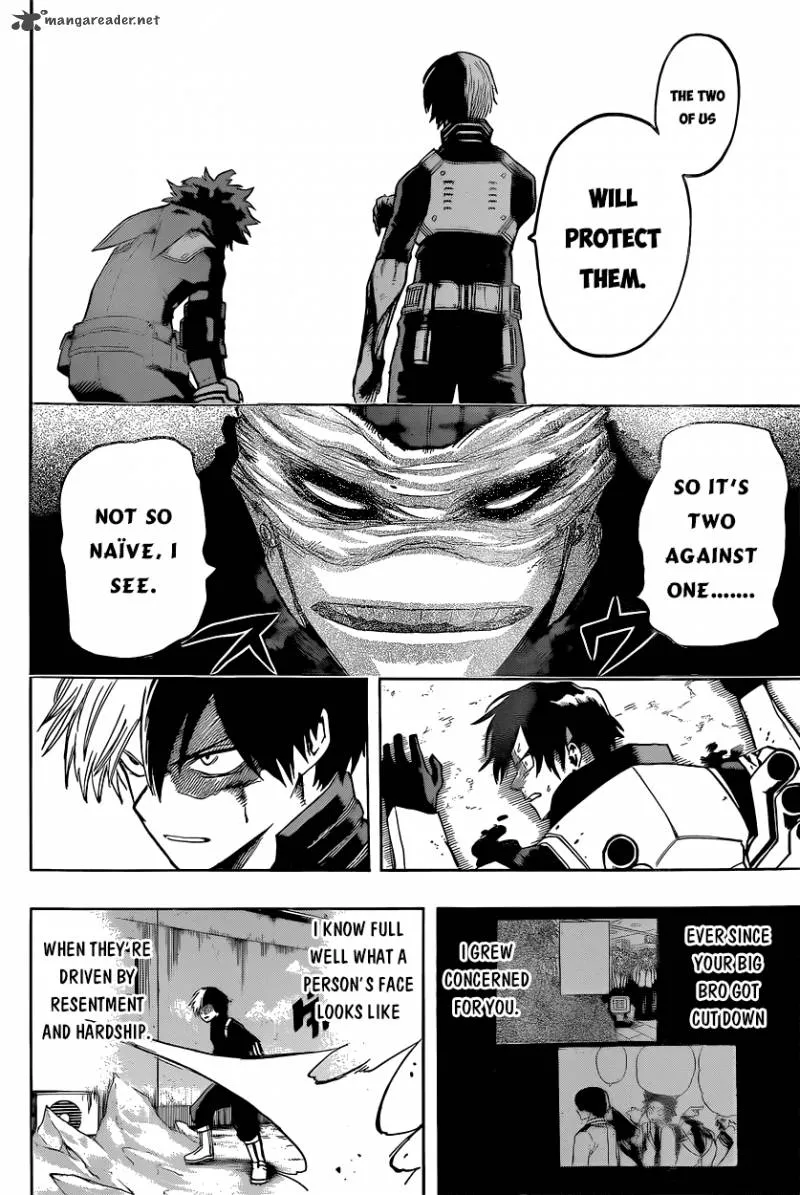 mangareader.net
THE TWO
OF US
WILL
PROTECT
THEM.
SO IT'S
TWO
AGAINST
ONE.......
NOT SO
NAÏVE, I
SEE.
EVER SINCE
YOUR BIG
BRO GOT
CUT DOWN
I GREW
CONCERNED
FOR YOU.
I KNOW FULL
WELL WHAT A
PERSON'S FACE
LOOKS LIKE
WHEN THEY'RE
DRIVEN BY
RESENTMENT
AND HARDSHIP.